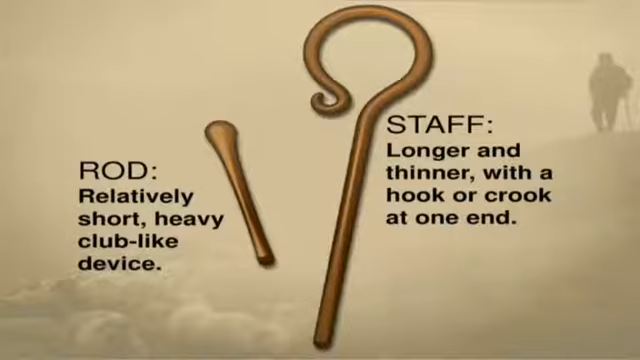 ROD:
Relatively
short, heavy
club-like
device.
STAFF:
Longer and
thinner, with a
hook or crook
at one end.